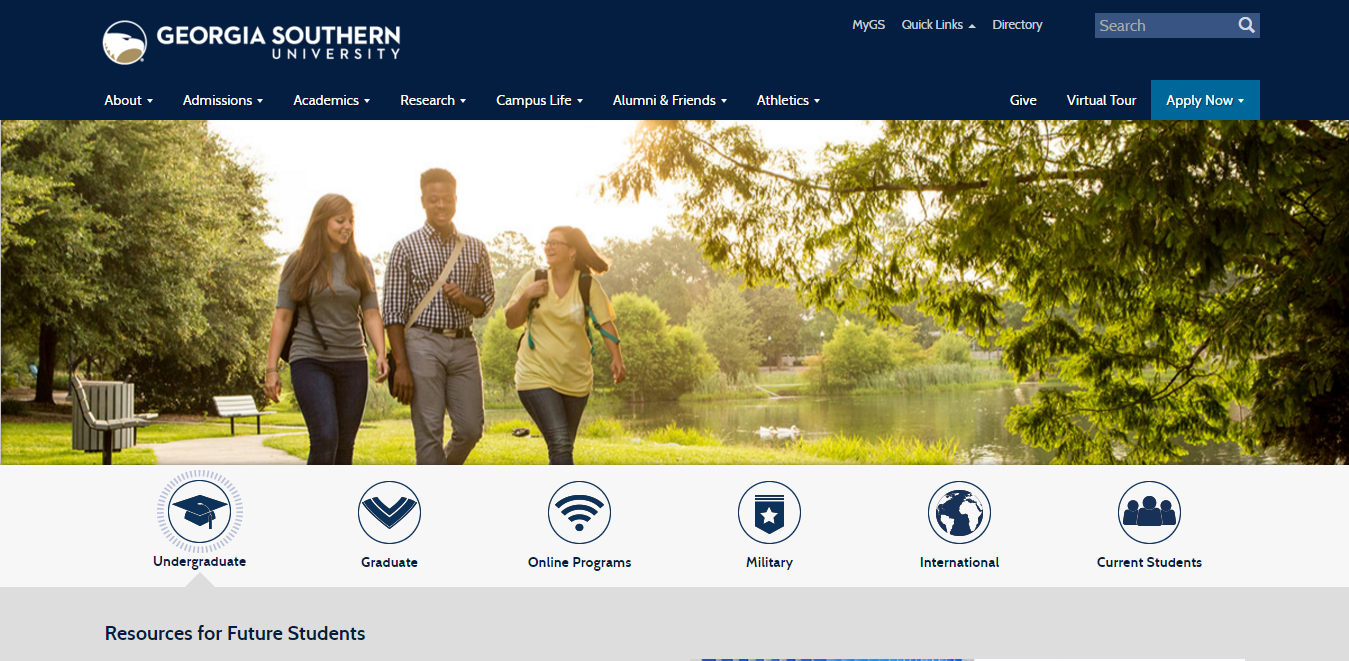 GEORGIA SOUTHERN
UNIVERSITY
MyGS Quick Links Directory
Search
About Admissions Academics Research Campus Life Alumni & Friends Athletics Give Virtual Tour Apply Now
Undergraduate Graduate Online Programs Military International Current Students
Resources for Future Students